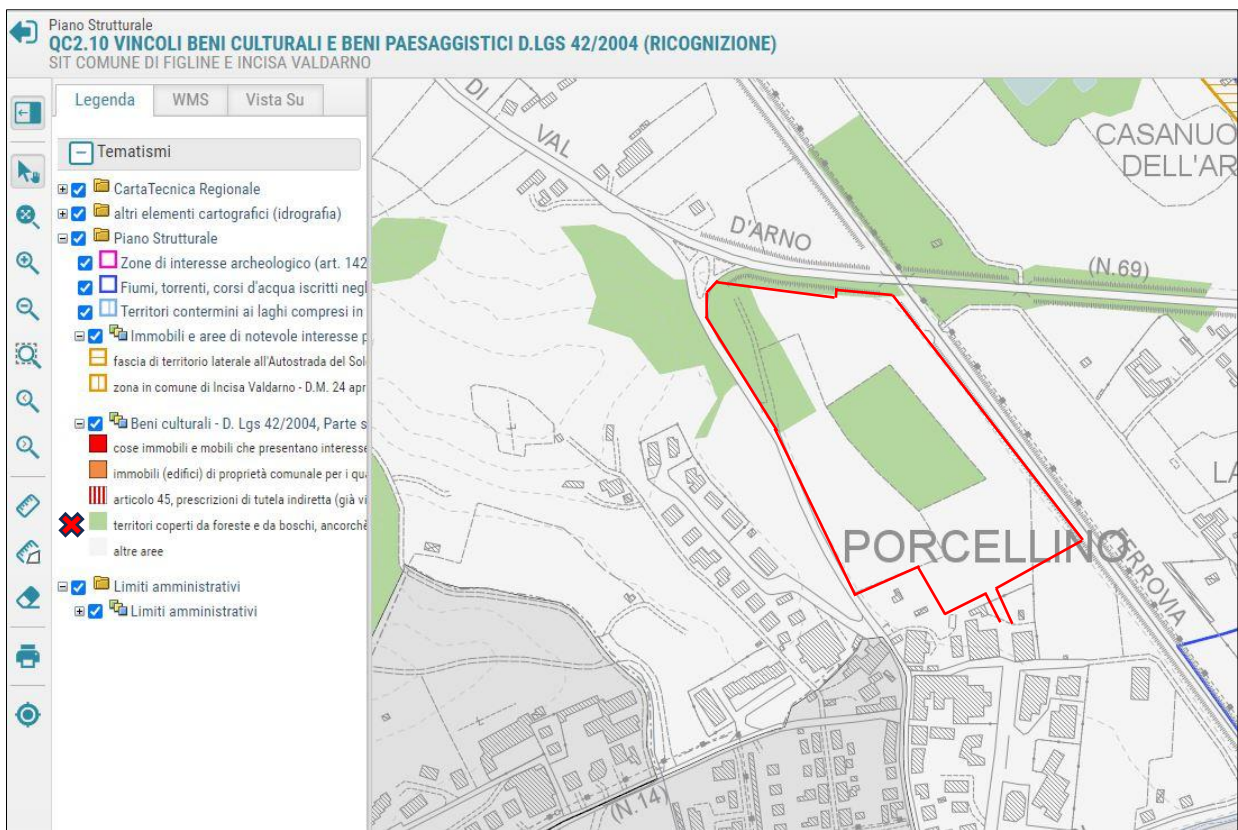 Piano Strutturale
QC2.10 VINCOLI BENI CULTURALI E BENI PAESAGGISTICI D.LGS 42/2004 (RICOGNIZIONE)
SIT COMUNE DI FIGLINE E INCISA VALDARNO
Legenda
WMS
Vista Su
Tematismi
CartaTecnica Regionale
altri elementi cartografici (idrografia)
Piano Strutturale
Zone di interesse archeologico (art. 142
Fiumi, torrenti, corsi d'acqua iscritti negl
Territori contermini ai laghi compresi in
Immobili e aree di notevole interesse p
fascia di territorio laterale all'Autostrada del Sol
zona in comune di Incisa Valdarno - D.M. 24 apr
Beni culturali - D. Lgs 42/2004, Parte s
cose immobili e mobili che presentano interesse
immobili (edifici) di proprietà comunale per i qua
articolo 45, prescrizioni di tutela indiretta (già vi
territori coperti da foreste e da boschi, ancorchè
altre aree
Limiti amministrativi
Limiti amministrativi
DI
VAL
D'ARNO
(N.69)
CASANUO
DELL'AR
LA
PORCELLINO
FERROVIA
(N.14)